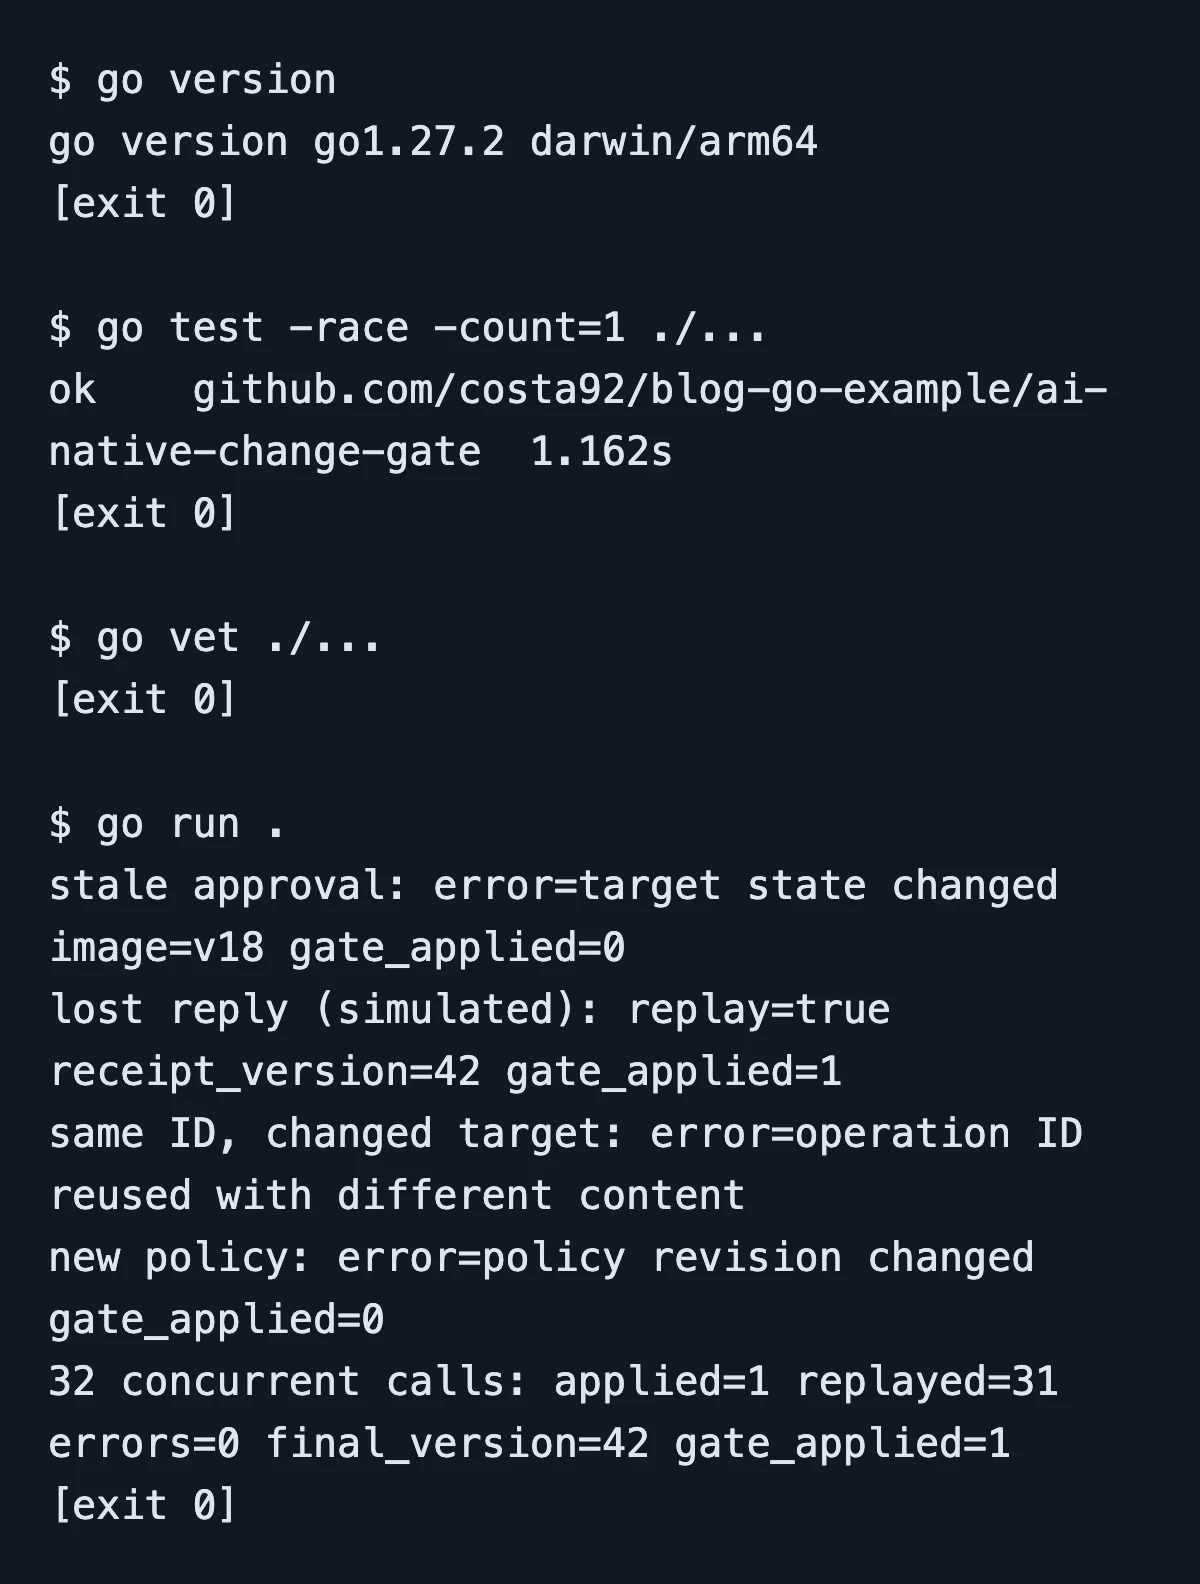 $ go version
go version go1.27.2 darwin/arm64
[exit 0]
$ go test -race -count=1 ./...
ok    github.com/costa92/blog-go-example/ai-
native-change-gate  1.162s
[exit 0]
$ go vet ./...
[exit 0]
$ go run .
stale approval: error=target state changed
image=v18 gate_applied=0
lost reply (simulated): replay=true
receipt_version=42 gate_applied=1
same ID, changed target: error=operation ID
reused with different content
new policy: error=policy revision changed
gate_applied=0
32 concurrent calls: applied=1 replayed=31
errors=0 final_version=42 gate_applied=1
[exit 0]